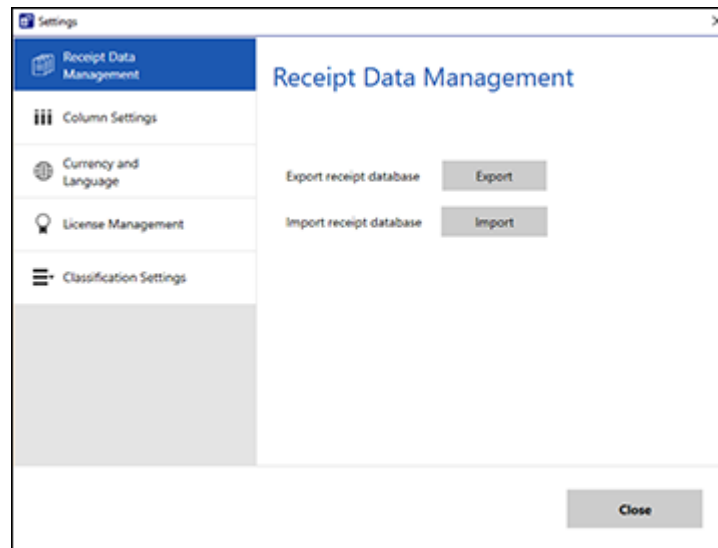 Settings
Receipt Data
Management
Column Settings
Currency and
Language
License Management
Classification Settings
Receipt Data Management
Export receipt database
Export
Import receipt database
Import
Close